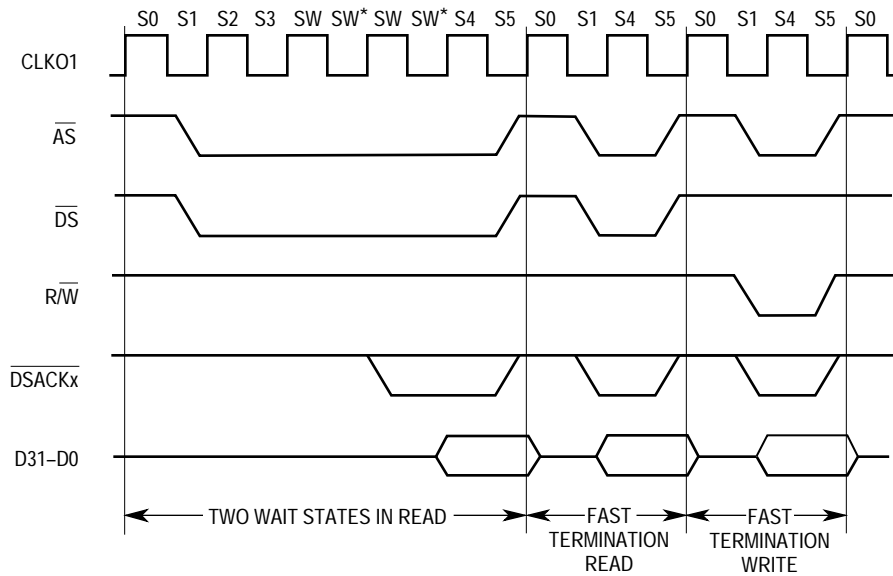 S0 S1 S2 S3 SW SW* SW SW* S4 S5 S0 S1 S4 S5 S0 S1 S4 S5 S0
CLKO1
AS
DS
R/W
DSACKx
D31–D0
TWO WAIT STATES IN READ
FAST
TERMINATION
READ
FAST
TERMINATION
WRITE